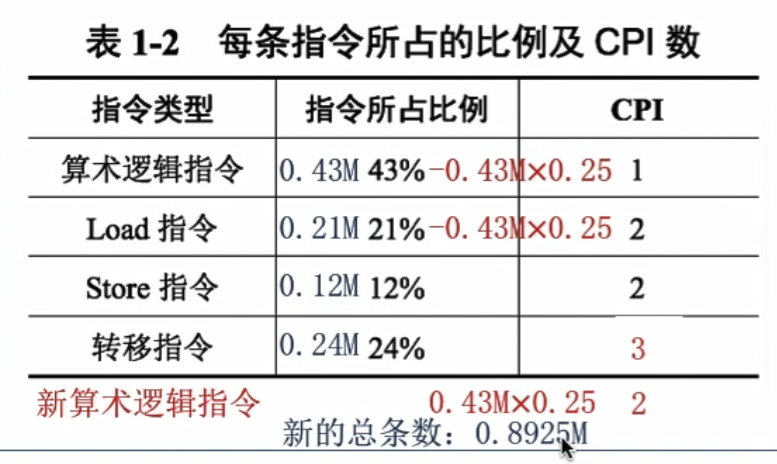 表 1-2 每条指令所占的比例及 CPI 数
指令类型 指令所占比例 CPI
算术逻辑指令 0.43M 43% -0.43M×0.25 1
Load 指令 0.21M 21% -0.43M×0.25 2
Store 指令 0.12M 12% 2
转移指令 0.24M 24% 3
新算术逻辑指令 0.43M×0.25 2
新的总条数: 0.8925M